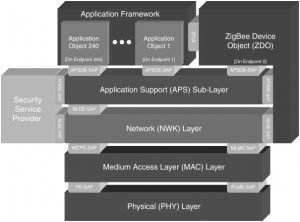 Application Framework
ZigBee Device
Object (ZDO)
Application
Object 240
Application
Object 1
[On Endpoint 240]
[On Endpoint 1]
[On Endpoint 0]
APSDE-SAP
APSDE-SAP
APSDE-SAP
Security
Service
Provider
Application Support (APS) Sub-Layer
NLDE-SAP
Network (NWK) Layer
MCPS-SAP
MLME-SAP
Medium Access Layer (MAC) Layer
PD-SAP
PLME-SAP
Physical (PHY) Layer